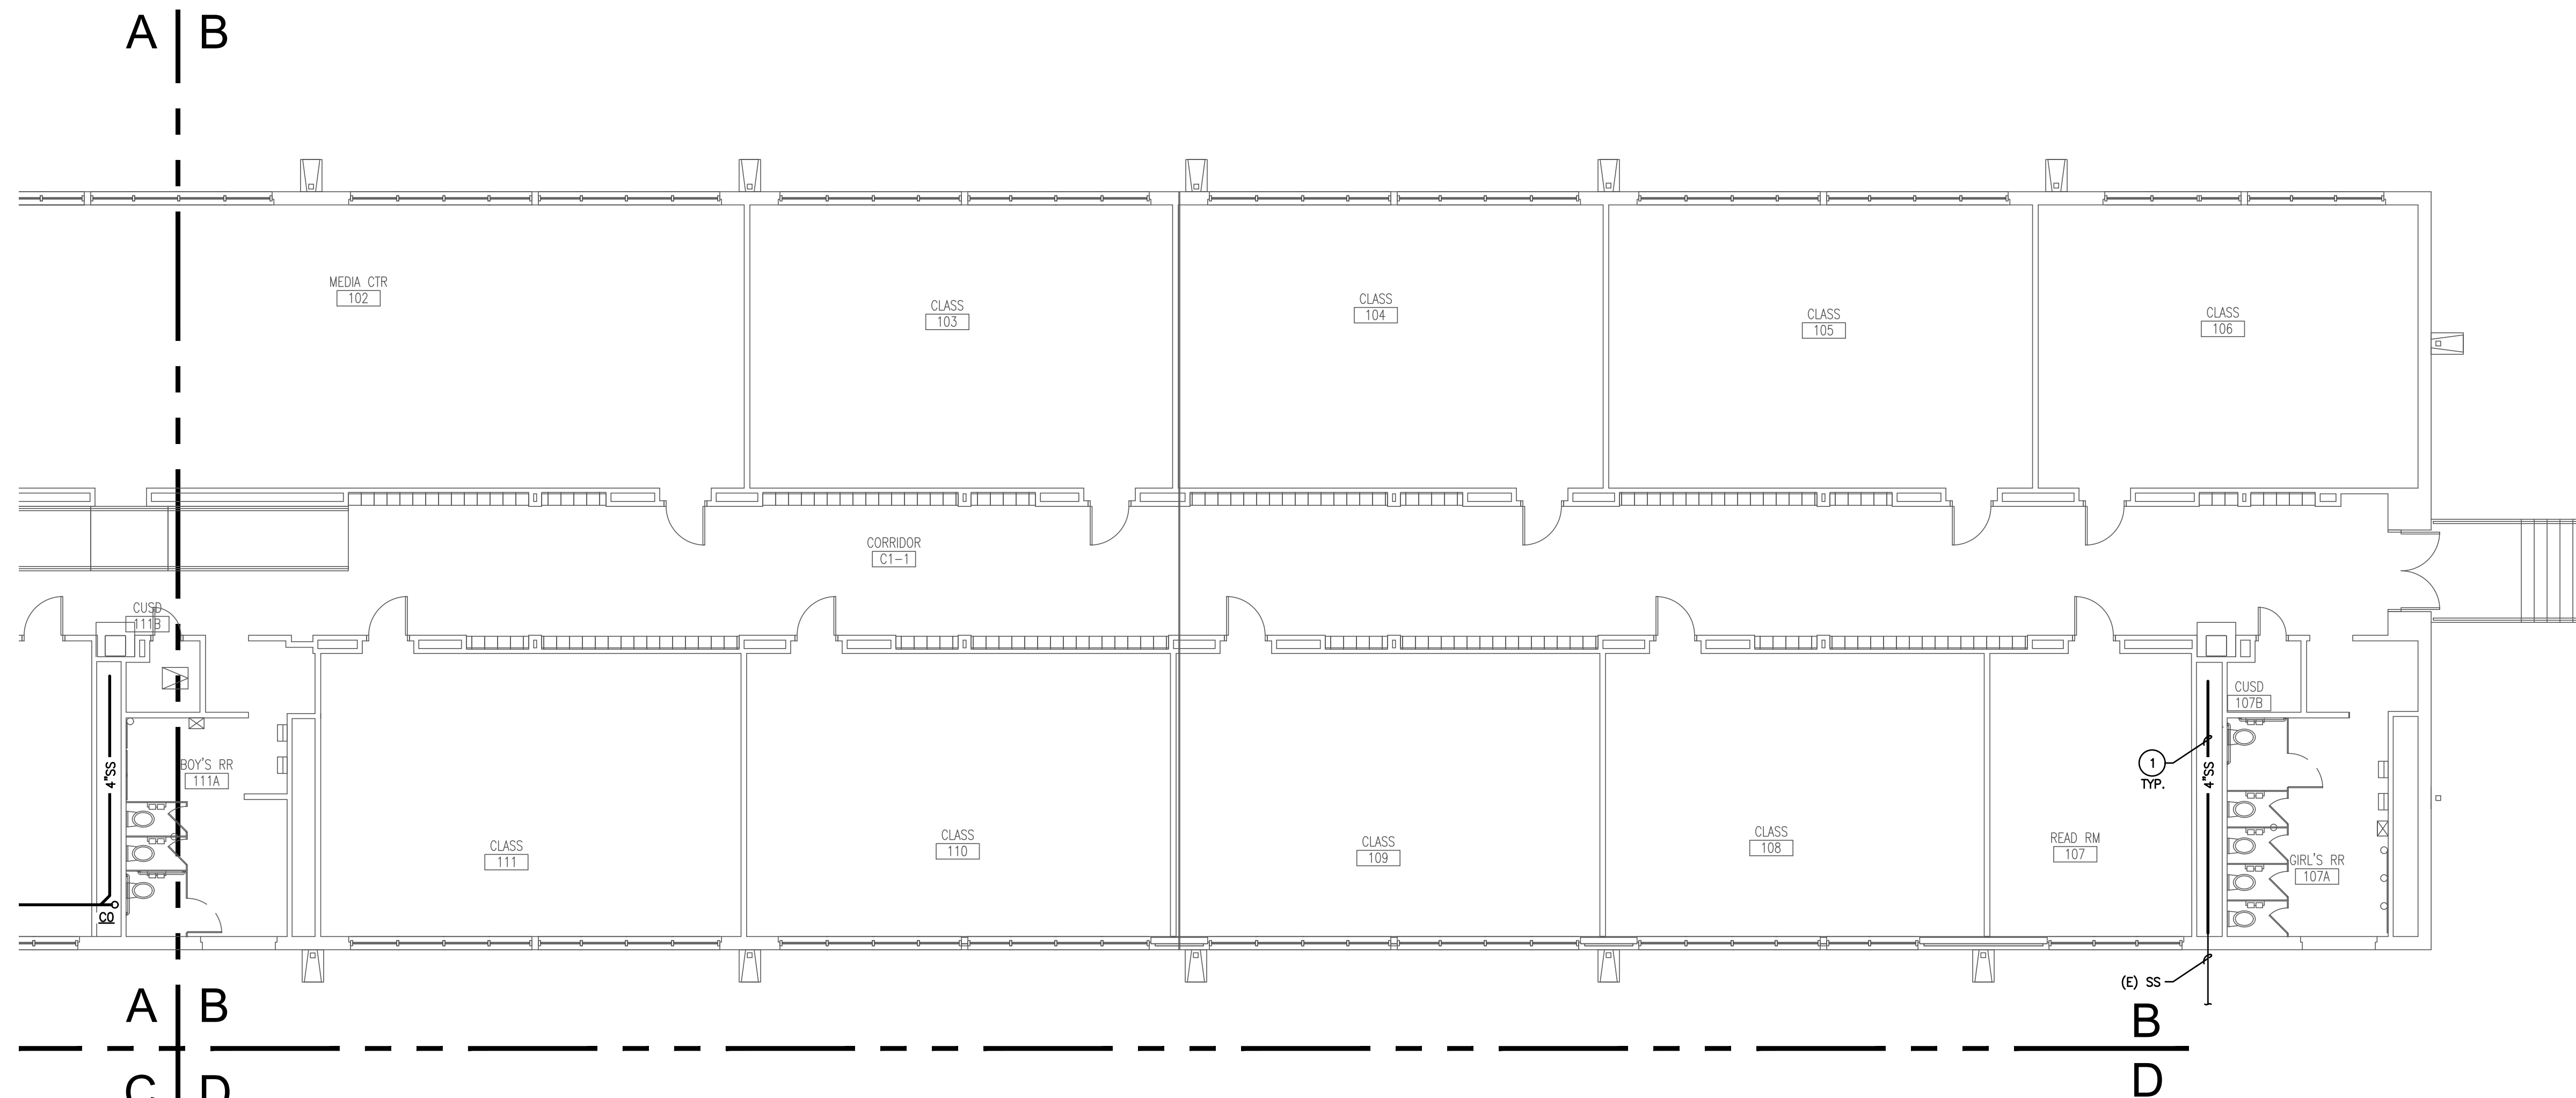 A B
MEDIA CTR
102
CLASS
103
CLASS
104
CLASS
105
CLASS
106
CORRIDOR
C1-1
CUSD
111B
CUSD
107B
4"SS
BOY'S RR
111A
1
TYP.
4"SS
CLASS
111
CLASS
110
CLASS
109
CLASS
108
READ RM
107
GIRL'S RR
107A
CO
(E) SS
A B
B
C D
D